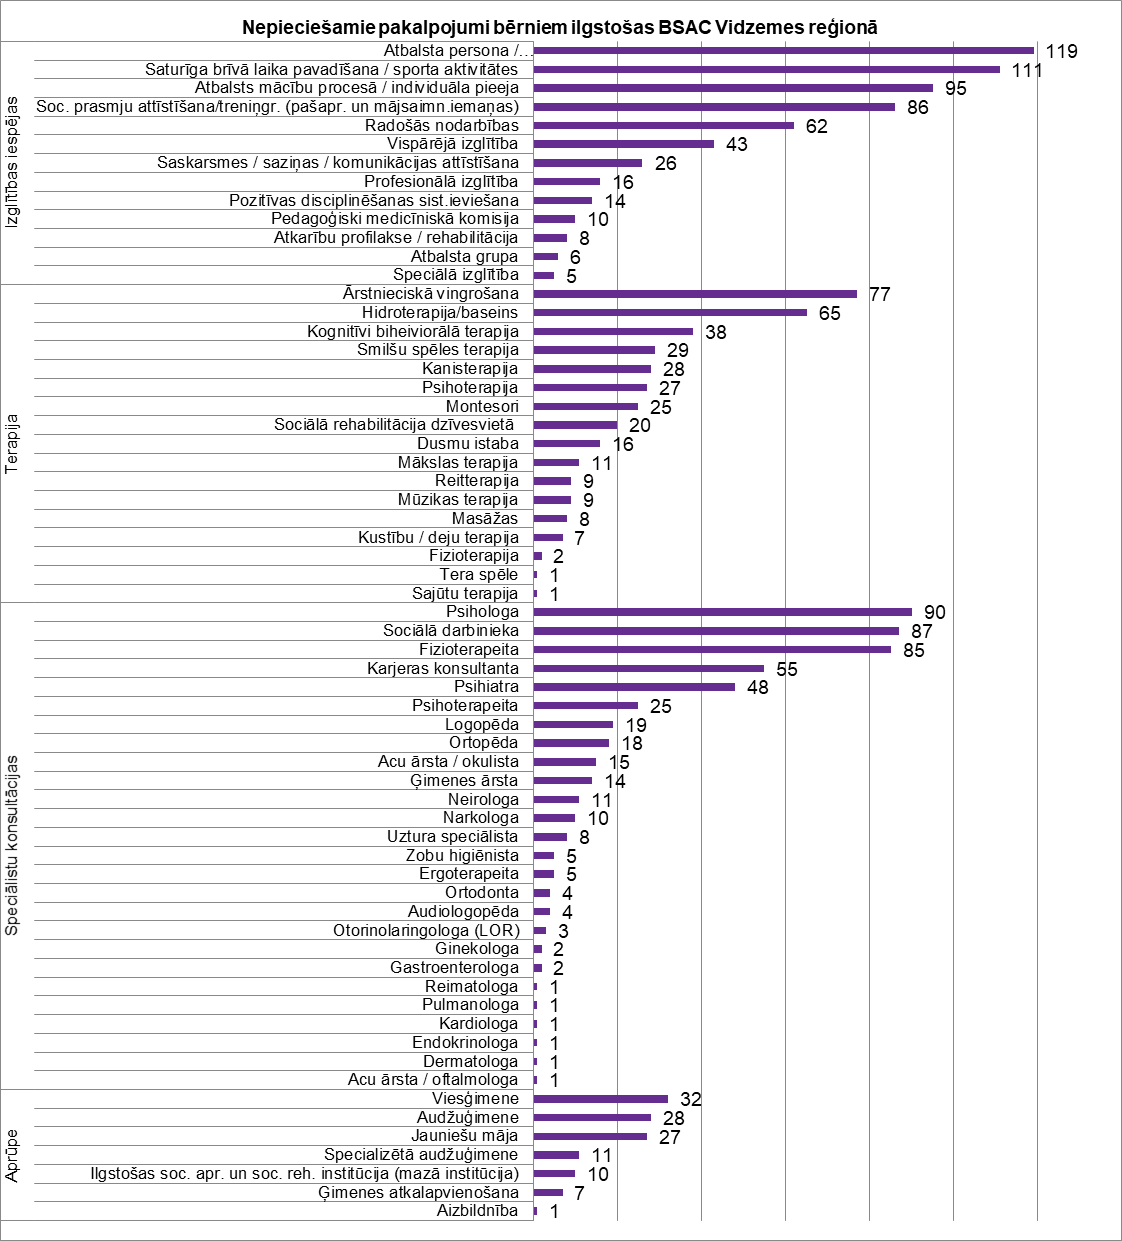 Nepieciešamie pakalpojumi bērniem ilgstošas BSAC Vidzemes reģionā
Izglītības iespējas
Atbalsta persona /... 119
Saturīga brīvā laika pavadīšana / sporta aktivitātes 111
Atbalsts mācību procesā / individuāla pieeja 95
Soc. prasmju attīstīšana/treniņgr. (pašapr. un mājsaimn.iemaņas) 86
Radošās nodarbības 62
Vispārējā izglītība 43
Saskarsmes / saziņas / komunikācijas attīstīšana 26
Profesionālā izglītība 16
Pozitīvas disciplinēšanas sist.ieviešana 14
Pedagoģiski medicīniskā komisija 10
Atkarību profilakse / rehabilitācija 8
Atbalsta grupa 6
Speciālā izglītība 5
Terapija
Ārstnieciskā vingrošana 77
Hidroterapija/baseins 65
Kognitīvi biheiviorālā terapija 38
Smilšu spēles terapija 29
Kanisterapija 28
Psihoterapija 27
Montesori 25
Sociālā rehabilitācija dzīvesvietā 20
Dusmu istaba 16
Mākslas terapija 11
Reitterapija 9
Mūzikas terapija 9
Masāžas 8
Kustību / deju terapija 7
Fizioterapija 2
Tera spēle 1
Sajūtu terapija 1
Speciālistu konsultācijas
Psihologa 90
Sociālā darbinieka 87
Fizioterapeita 85
Karjeras konsultanta 55
Psihiatra 48
Psihoterapeita 25
Logopēda 19
Ortopēda 18
Acu ārsta / okulista 15
Ģimenes ārsta 14
Neirologa 11
Narkologa 10
Uztura speciālista 8
Zobu higiēnista 5
Ergoterapeita 5
Ortodonta 4
Audiologopēda 4
Otorinolaringologa (LOR) 3
Ginekologa 2
Gastroenterologa 2
Reimatologa 1
Pulmanologa 1
Kardiologa 1
Endokrinologa 1
Dermatologa 1
Acu ārsta / oftalmologa 1
Aprūpe
Viesģimene 32
Audžuģimene 28
Jauniešu māja 27
Specializētā audžuģimene 11
Ilgstošas soc. apr. un soc. reh. institūcija (mazā institūcija) 10
Ģimenes atkalapvienošana 7
Aizbildnība 1